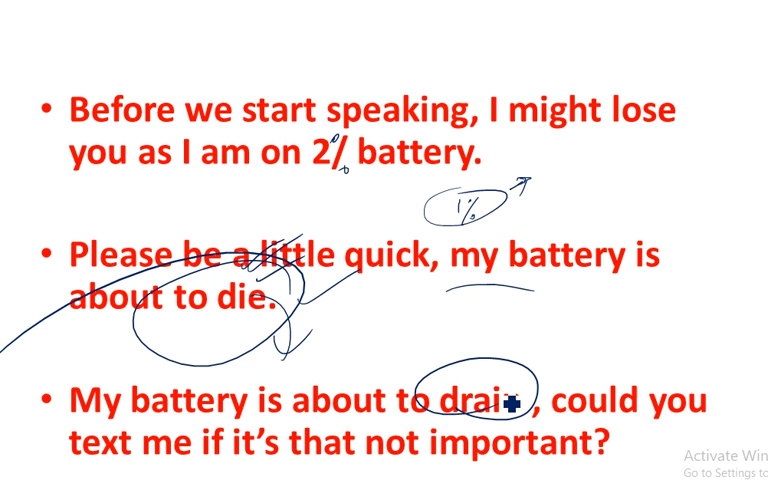 • Before we start speaking, I might lose
you as I am on 2% battery.
1%
• Please be a little quick, my battery is
about to die.
• My battery is about to , could you
text me if it's that not important?
Activate Win
Go to Settings to